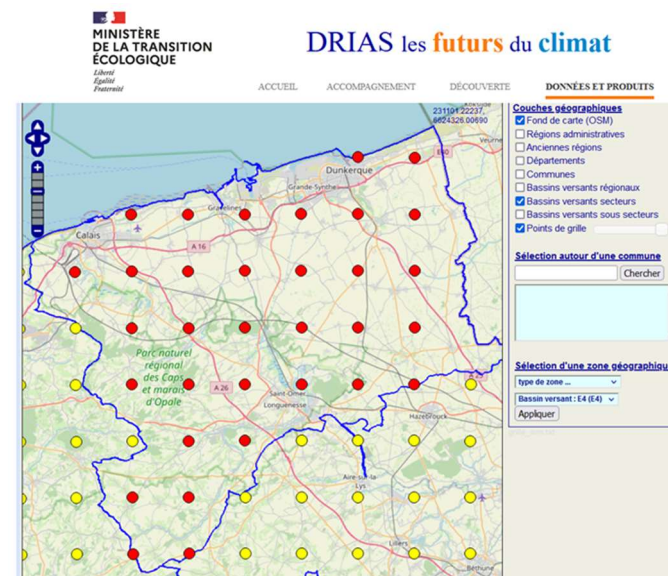 MINISTÈRE
DE LA TRANSITION
ÉCOLOGIQUE
Liberté
Égalité
Fraternité
DRIAS les futurs du climat
ACCUEIL ACCOMPAGNEMENT DÉCOUVERTE DONNÉES ET PRODUITS
231101.22237,
6624326.00690
Veurne
Dunkerque
Grande-Synthe
Gravelines
Calais
A 16
Parc naturel
régional
des Caps
et marais
d'Opale
A 26
Saint-Omer
Longuenesse
Hazebrouck
Aire-sur-la
-Lys
Lillers
Béthune
Couches géographiques
Fond de carte (OSM)
Régions administratives
Anciennes régions
Départements
Communes
Bassins versants régionaux
Bassins versants secteurs
Bassins versants sous secteurs
Points de grille
Sélection autour d'une commune
Chercher
Sélection d'une zone géographiqu
type de zone ...
Bassin versant : E4 (E4)
Appliquer